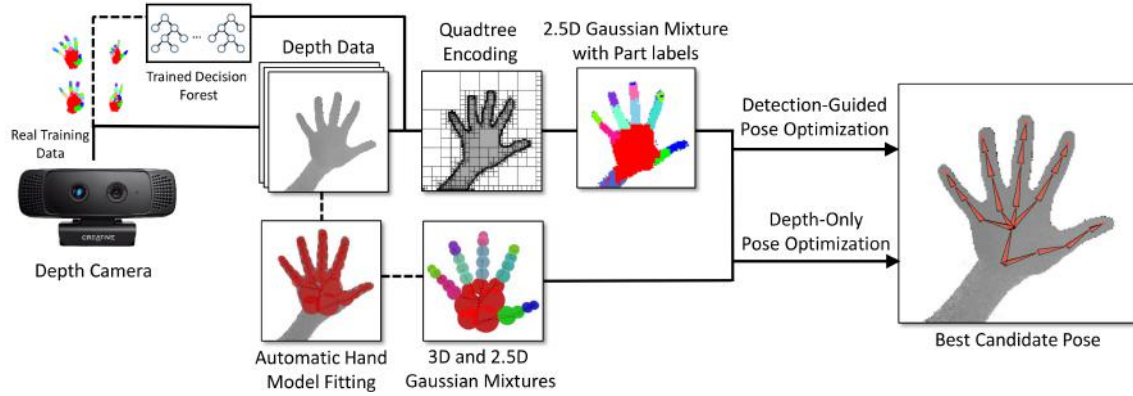 Trained Decision
Forest
Real Training
Data
CREATIVE
Depth Camera
Depth Data
Quadtree
Encoding
2.5D Gaussian Mixture
with Part labels
Automatic Hand
Model Fitting
3D and 2.5D
Gaussian Mixtures
Detection-Guided
Pose Optimization
Depth-Only
Pose Optimization
Best Candidate Pose